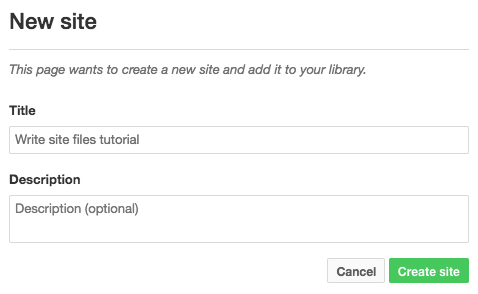 New site
This page wants to create a new site and add it to your library.
Title
Write site files tutorial
Description
Description (optional)
Cancel
Create site